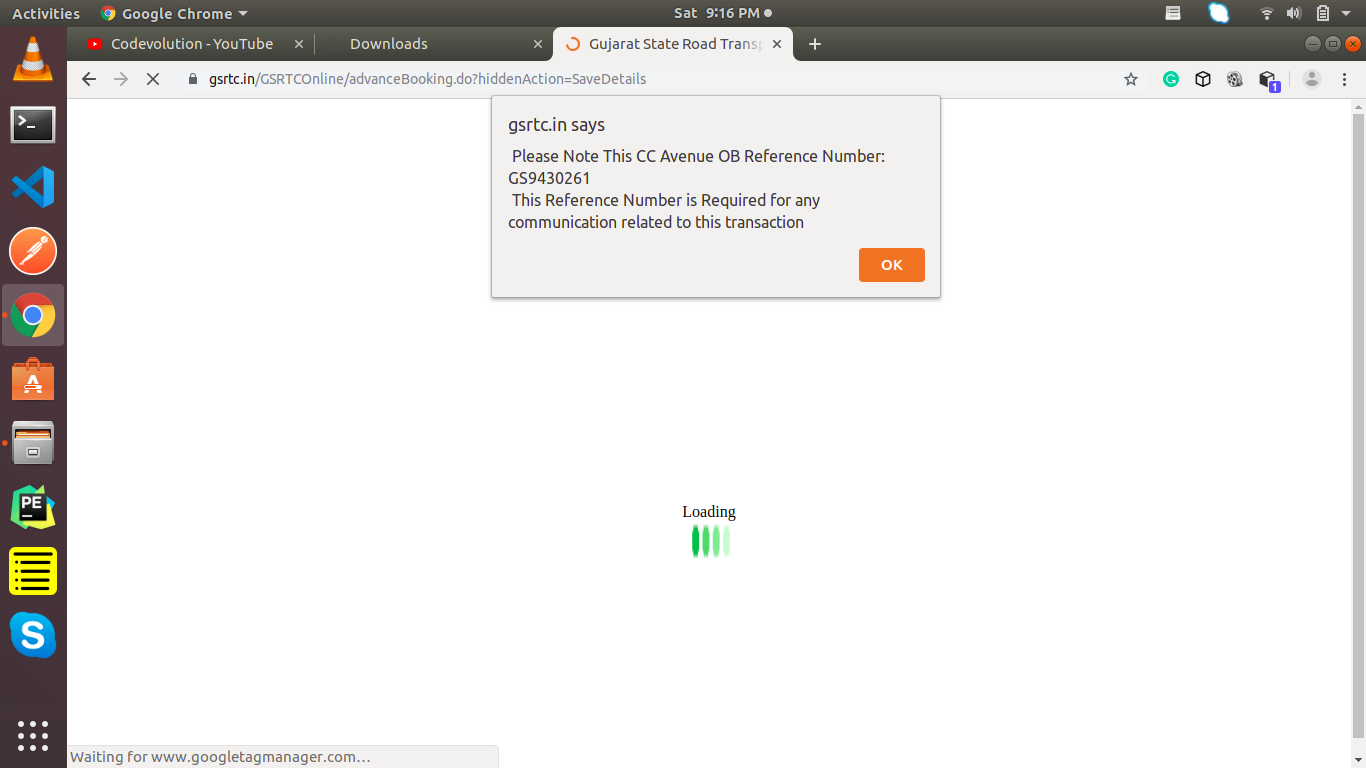 Activities
Google Chrome
Sat 9:16 PM
Codevolution - YouTube
Downloads
Gujarat State Road Transp
gsrtc.in/GSRTCOnline/advanceBooking.do?hiddenAction=SaveDetails
1
gsrtc.in says
Please Note This CC Avenue OB Reference Number:
GS9430261
This Reference Number is Required for any
communication related to this transaction
OK
PE
S
Loading
Waiting for www.googletagmanager.com…